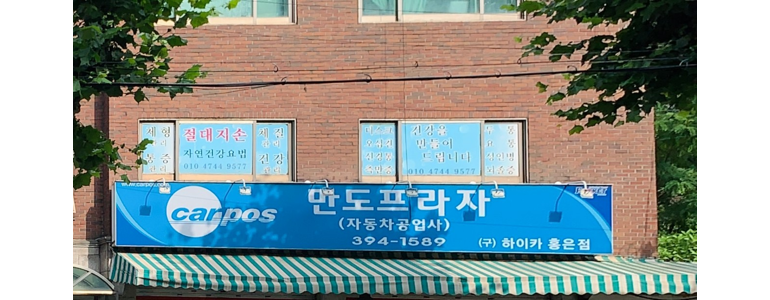 절대지손
자연건강요법
010 4744 9577
건강을
만들어
드립니다
010 4744 9577
carpos
만도프라자
(자동차공업사)
394-1589
(구) 하이카 홍은점